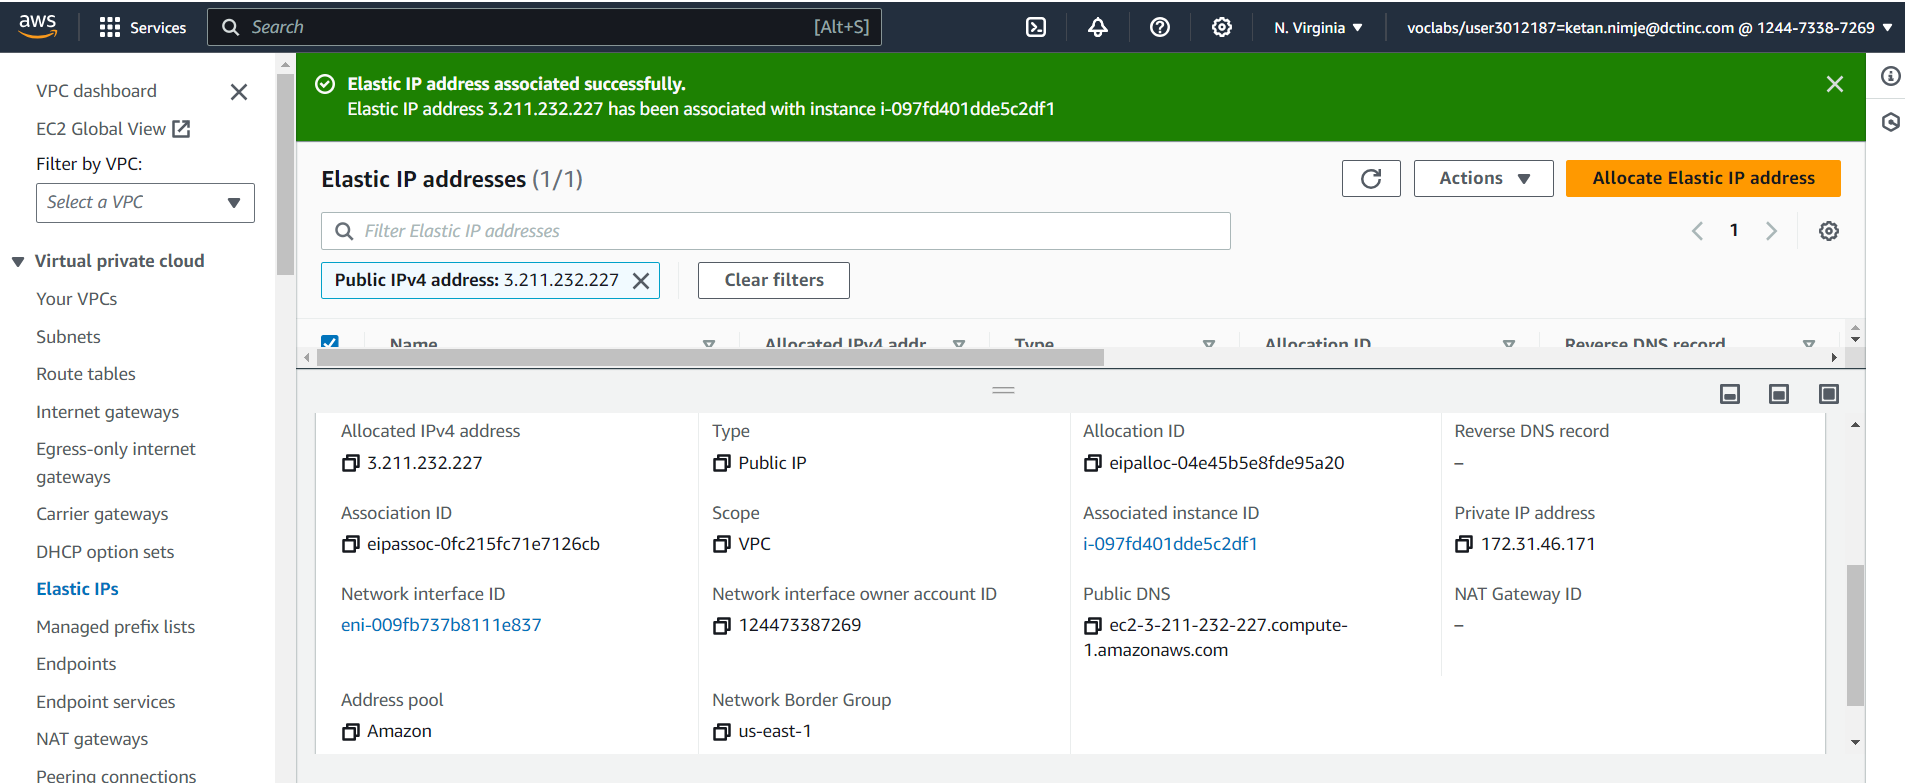 aws
Services
Search
[Alt+S]
N. Virginia
voclabs/user3012187=ketan.nimje@dctinc.com @ 1244-7338-7269
VPC dashboard
EC2 Global View
Filter by VPC:
Select a VPC
Virtual private cloud
Your VPCs
Subnets
Route tables
Internet gateways
Egress-only internet
gateways
Carrier gateways
DHCP option sets
Elastic IPs
Managed prefix lists
Endpoints
Endpoint services
NAT gateways
Peering connections
Elastic IP address associated successfully.
Elastic IP address 3.211.232.227 has been associated with instance i-097fd401dde5c2df1
Elastic IP addresses (1/1)
Actions
Allocate Elastic IP address
Filter Elastic IP addresses
1
Public IPv4 address: 3.211.232.227
Clear filters
Name
Allocated IPv4 addr
Type
Allocation ID
Reverse DNS record
Allocated IPv4 address
3.211.232.227
Type
Public IP
Allocation ID
eipalloc-04e45b5e8fde95a20
Reverse DNS record
–
Association ID
eipassoc-0fc215fc71e7126cb
Scope
VPC
Associated instance ID
i-097fd401dde5c2df1
Private IP address
172.31.46.171
Network interface ID
eni-009fb737b8111e837
Network interface owner account ID
124473387269
Public DNS
ec2-3-211-232-227.compute-
1.amazonaws.com
NAT Gateway ID
–
Address pool
Amazon
Network Border Group
us-east-1